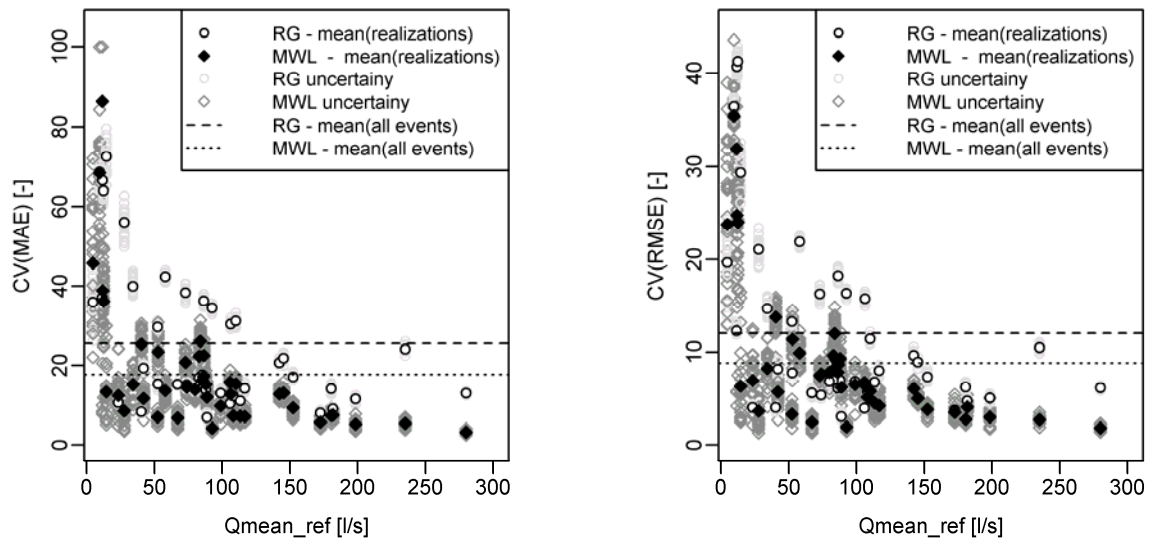 RG - mean(realizations)
MWL - mean(realizations)
RG uncertainy
MWL uncertainy
RG - mean(all events)
MWL - mean(all events)
CV(MAE) [-]
0 20 40 60 80 100
0 50 100 150 200 250 300
Qmean_ref [l/s]
RG - mean(realizations)
MWL - mean(realizations)
RG uncertainy
MWL uncertainy
RG - mean(all events)
MWL - mean(all events)
CV(RMSE) [-]
0 10 20 30 40
0 50 100 150 200 250 300
Qmean_ref [l/s]